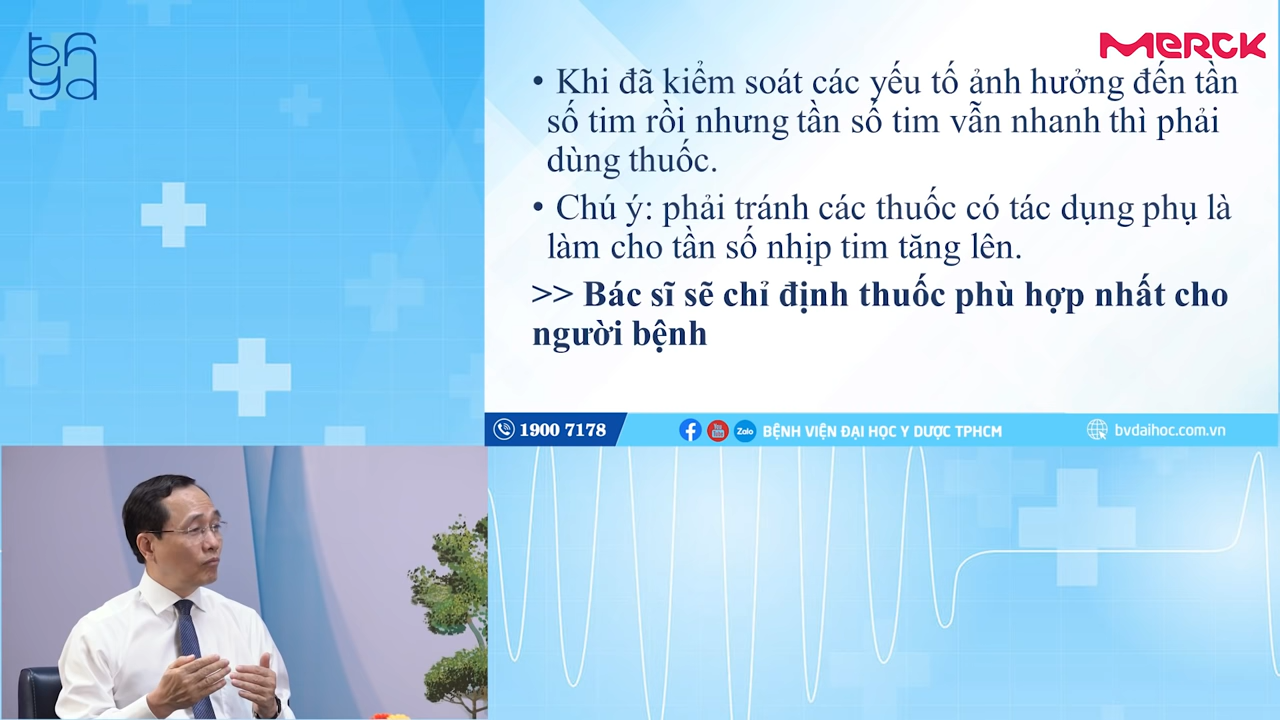 MERCK
• Khi đã kiểm soát các yếu tố ảnh hưởng đến tần
số tim rồi nhưng tần số tim vẫn nhanh thì phải
dùng thuốc.
• Chú ý: phải tránh các thuốc có tác dụng phụ là
làm cho tần số nhịp tim tăng lên.
>> Bác sĩ sẽ chỉ định thuốc phù hợp nhất cho
người bệnh
1900 7178
You Tube
Zalo
BỆNH VIỆN ĐẠI HỌC Y DƯỢC TPHCM
bvdaihoc.com.vn